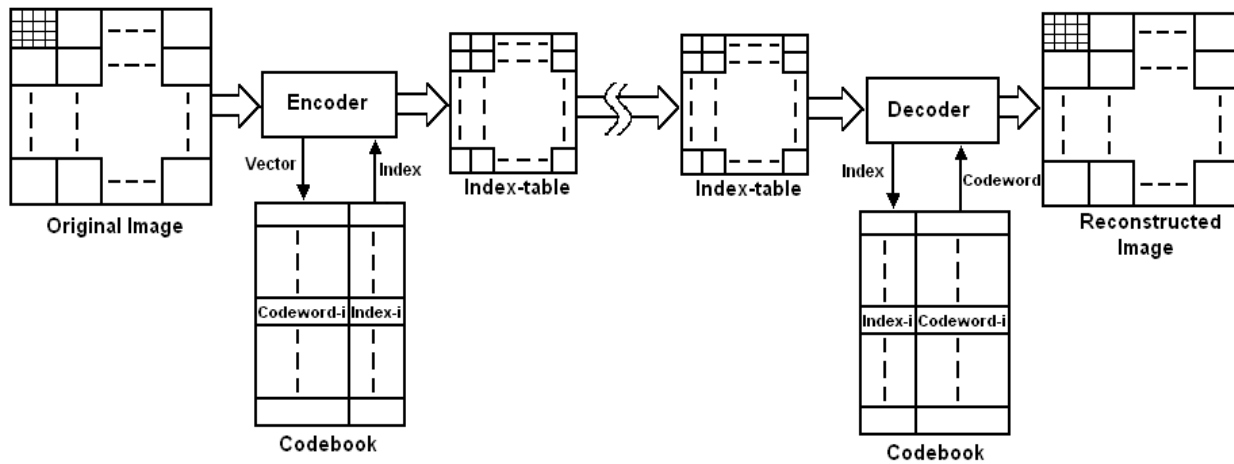 Original Image
Encoder
Vector
Index
Codeword-i
Index-i
Codebook
Index-table
Index-table
Decoder
Index
Codeword
Index-i
Codeword-i
Codebook
Reconstructed
Image